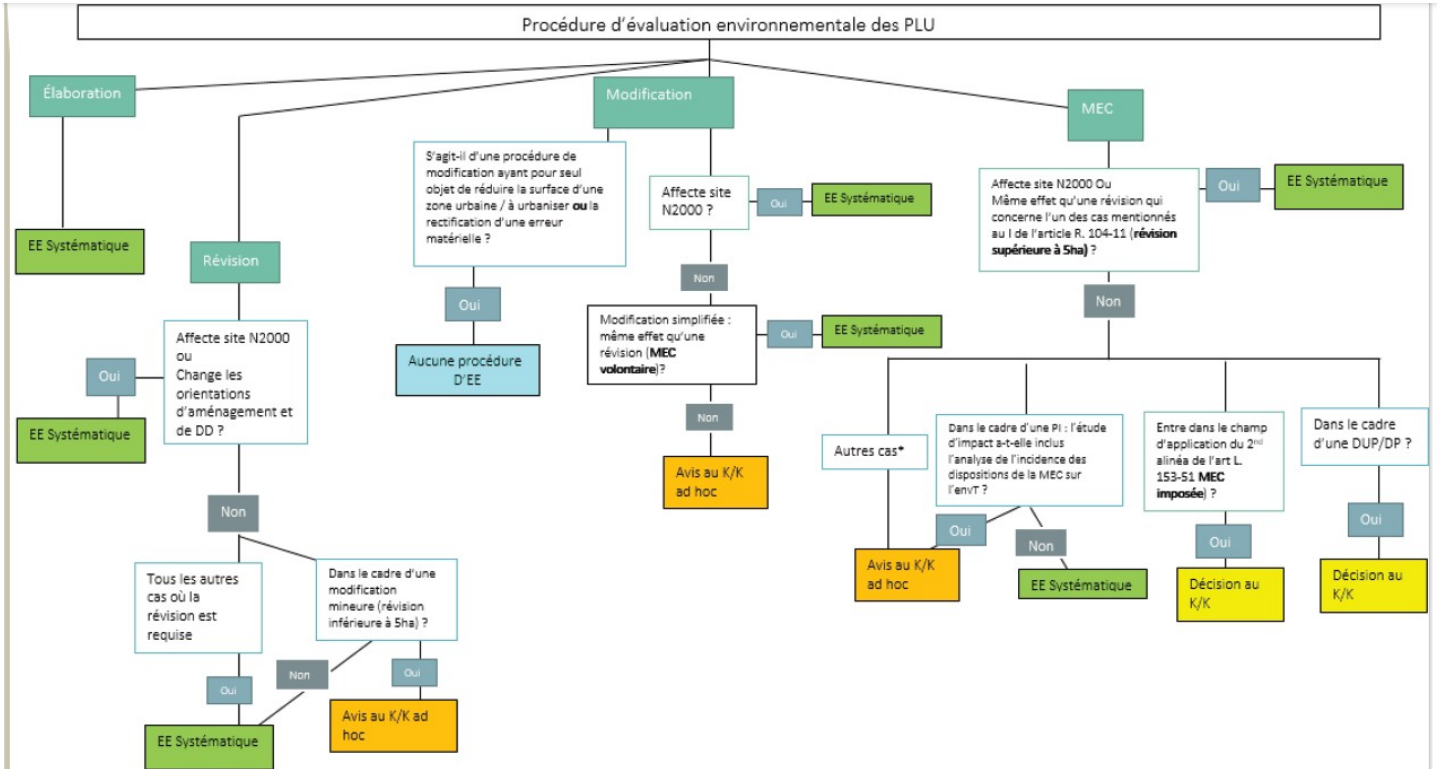 Procédure d'évaluation environnementale des PLU
Élaboration
EE Systématique
Révision
Affecte site N2000
ou
Change les
orientations
d'aménagement et
de DD ?
Oui
EE Systématique
Non
Tous les autres
cas où la
révision est
requise
Oui
EE Systématique
Dans le cadre d'une
modification
mineure (révision
inférieure à 5ha) ?
Non
Oui
Avis au K/K ad
hoc
Modification
S'agit-il d'une procédure de
modification ayant pour seul
objet de réduire la surface d'une
zone urbaine / à urbaniser ou la
rectification d'une erreur
matérielle ?
Oui
Aucune procédure
D'EE
Affecte site
N2000 ?
Oui
EE Systématique
Non
Modification simplifiée :
même effet qu'une
révision (MEC
volontaire)?
Oui
EE Systématique
Non
Avis au K/K
ad hoc
MEC
Affecte site N2000 Ou
Même effet qu'une révision qui
concerne l'un des cas mentionnés
au I de l'article R. 104-11 (révision
supérieure à 5ha) ?
Oui
EE Systématique
Non
Autres cas*
Avis au K/K
ad hoc
Dans le cadre d'une PI : l'étude
d'impact a-t-elle inclus
l'analyse de l'incidence des
dispositions de la MEC sur
l'envT ?
Oui
Non
EE Systématique
Entre dans le champ
d'application du 2nd
alinéa de l'art L.
153-51 MEC
imposée) ?
Oui
Décision au
K/K
Dans le cadre
d'une DUP/DP ?
Oui
Décision au
K/K